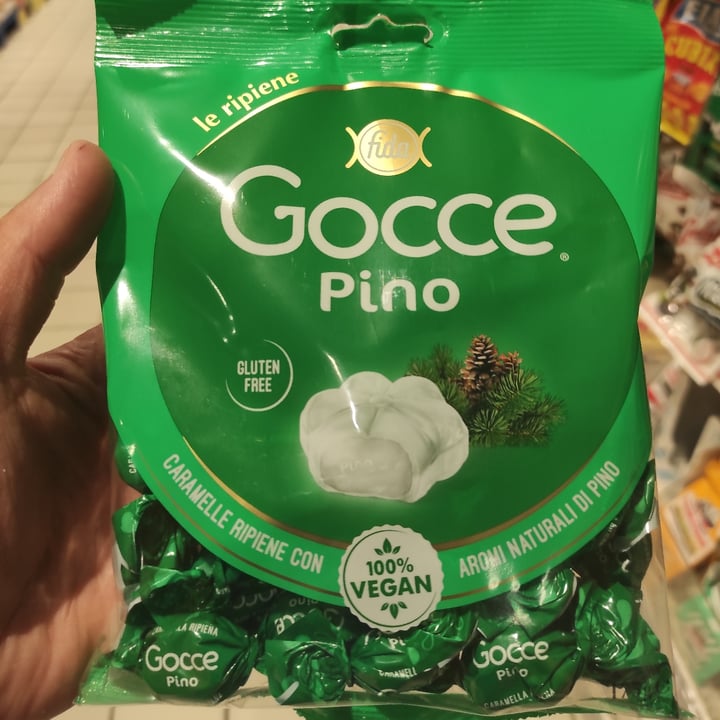 le ripiene
fida
Gocce®
Pino
GLUTEN
FREE
Pino
CARAMELLE RIPIENE CON AROMI NATURALI DI PINO
100%
VEGAN
Gocce
Pino
Gocce
Pino